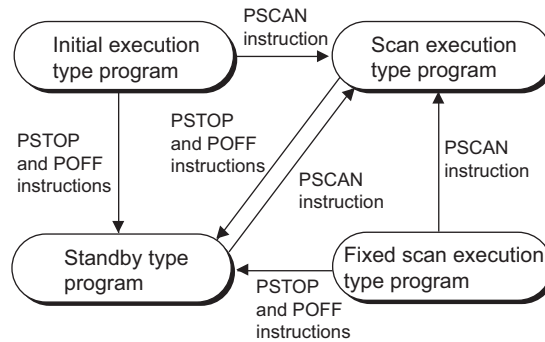 PSCAN
instruction
Initial execution
type program
Scan execution
type program
PSTOP
and POFF
instructions
PSTOP
and POFF
instructions
PSCAN
instruction
PSCAN
instruction
Standby type
program
Fixed scan execution
type program
PSTOP
and POFF
instructions